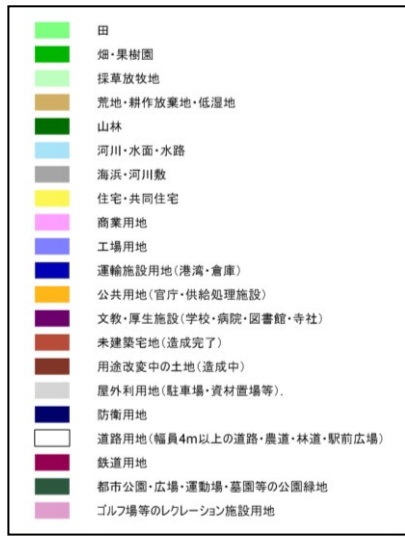 田
畑・果樹園
採草放牧地
荒地・耕作放棄地・低湿地
山林
河川・水面・水路
海浜・河川敷
住宅・共同住宅
商業用地
工場用地
運輸施設用地(港湾・倉庫)
公共用地(官庁・供給処理施設)
文教・厚生施設(学校・病院・図書館・寺社)
未建築宅地(造成完了)
用途改変中の土地(造成中)
屋外利用地(駐車場・資材置場等).
防衛用地
道路用地(幅員4m以上の道路・農道・林道・駅前広場)
鉄道用地
都市公園・広場・運動場・墓園等の公園緑地
ゴルフ場等のレクレーション施設用地